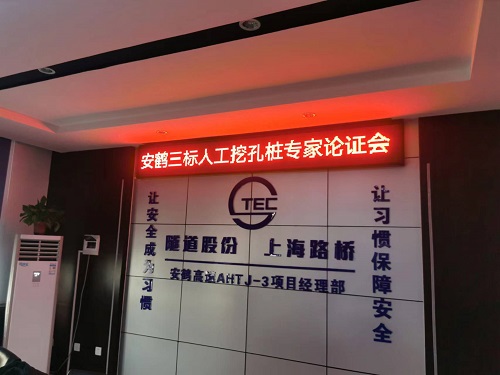 安鹤三标人工挖孔桩专家论证会
TEC
隧道股份 上海路桥
安鹤高速AHTJ-3项目经理部
让安全成为习惯
让习惯保障安全